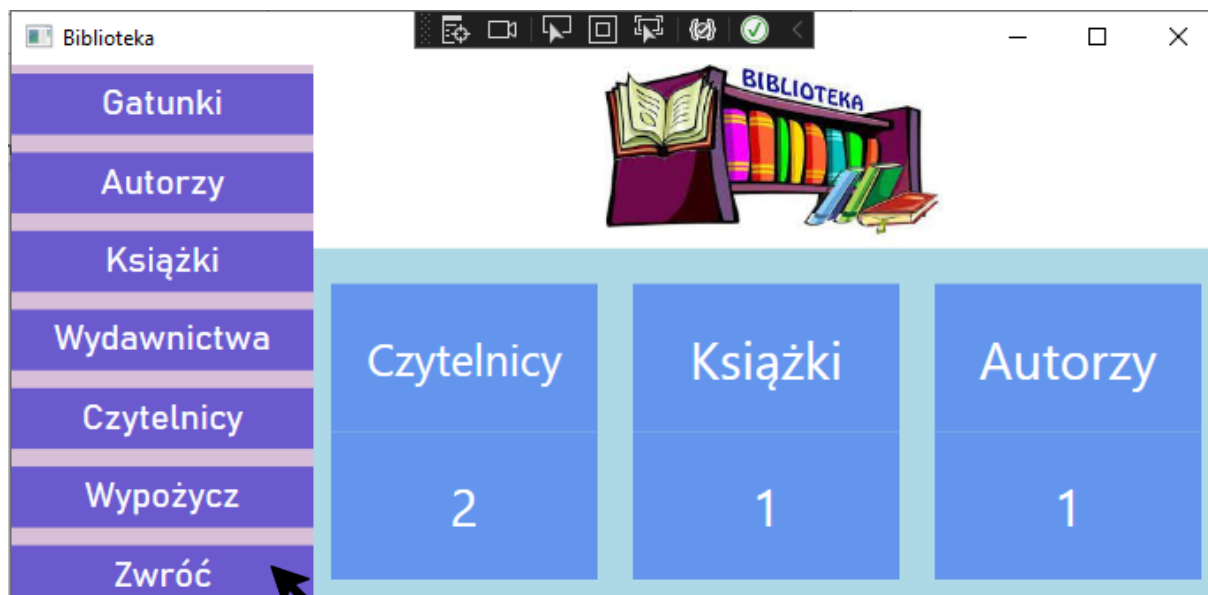 Biblioteka
BIBLIOTEKA
Gatunki
Autorzy
Książki
Wydawnictwa
Czytelnicy
Wypożycz
Zwróć
Czytelnicy
2
Książki
1
Autorzy
1